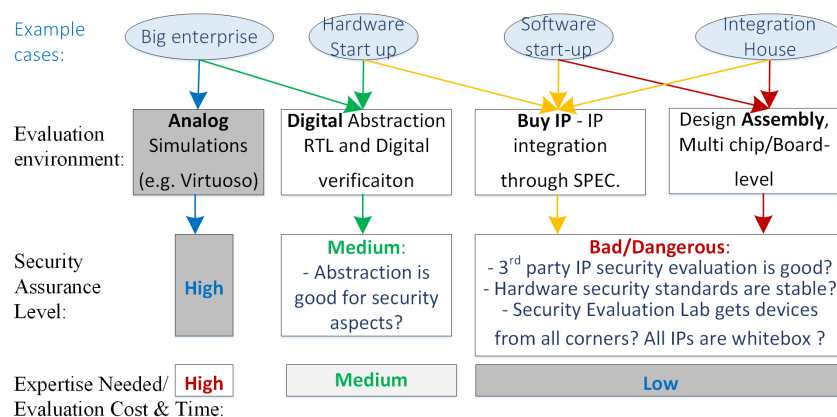 Example
cases:
Big enterprise
Hardware
Start up
Software
start-up
Integration
House
Evaluation
environment:
Analog
Simulations
(e.g. Virtuoso)
Digital Abstraction
RTL and Digital
verificaiton
Buy IP - IP
integration
through SPEC.
Design Assembly,
Multi chip/Board-
level
Security
Assurance
Level:
High
Medium:
- Abstraction is
good for security
aspects?
Bad/Dangerous:
- 3rd party IP security evaluation is good?
- Hardware security standards are stable?
- Security Evaluation Lab gets devices
from all corners? All IPs are whitebox ?
Expertise Needed/
Evaluation Cost & Time:
High
Medium
Low